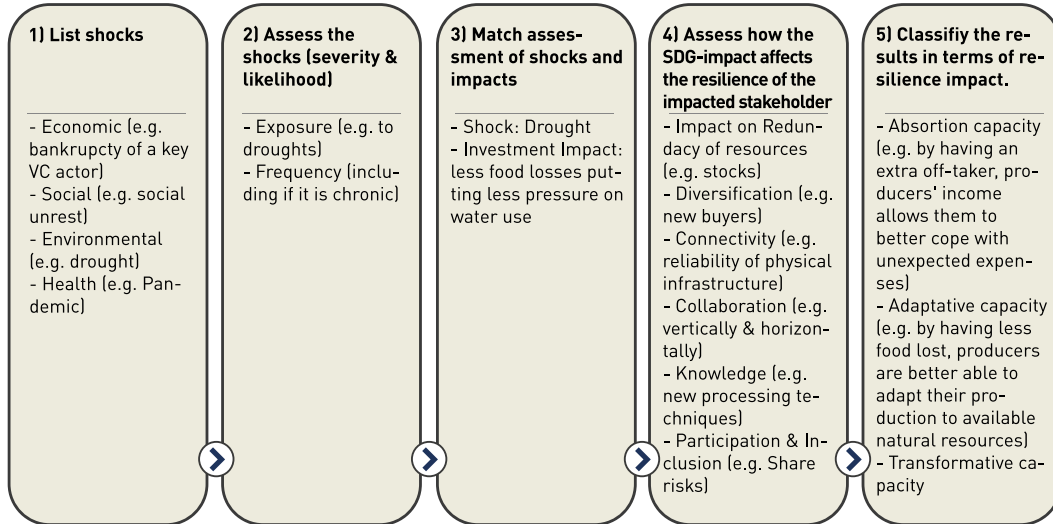 1) List shocks
- Economic (e.g.
bankrupcty of a key
VC actor)
- Social (e.g. social
unrest)
- Environmental
(e.g. drought)
- Health (e.g. Pan-
demic)
2) Assess the
shocks (severity &
likelihood)
- Exposure (e.g. to
droughts)
- Frequency (inclu-
ding if it is chronic)
3) Match asses-
sment of shocks and
impacts
- Shock: Drought
- Investment Impact:
less food losses put-
ting less pressure on
water use
4) Assess how the
SDG-impact affects
the resilience of the
impacted stakeholder
- Impact on Redun-
dacy of resources
(e.g. stocks)
- Diversification (e.g.
new buyers)
- Connectivity (e.g.
reliability of physical
infrastructure)
- Collaboration (e.g.
vertically & horizon-
tally)
- Knowledge (e.g.
new processing te-
chniques)
- Participation & In-
clusion (e.g. Share
risks)
5) Classifiy the re-
sults in terms of re-
silience impact.
- Absortion capacity
(e.g. by having an
extra off-taker, pro-
ducers' income
allows them to
better cope with
unexpected expen-
ses)
- Adaptative capacity
(e.g. by having less
food lost, producers
are better able to
adapt their pro-
duction to available
natural resources)
- Transformative ca-
pacity